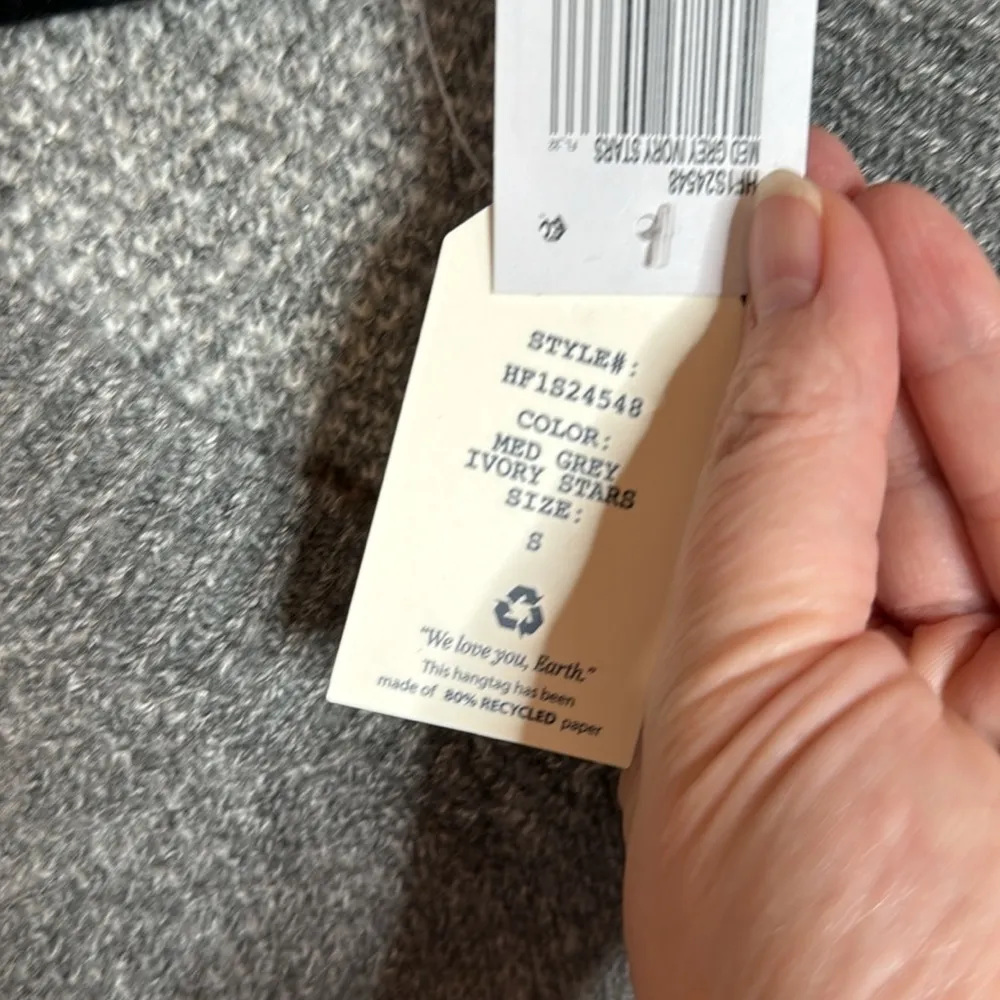 HF1S24548
MED GREY IVORY STARS
STYLE#:
HF1S24548
COLOR:
MED GREY
IVORY STARS
SIZE:
S
"We love you, Earth."
This hangtag has been
made of 80% RECYCLED paper